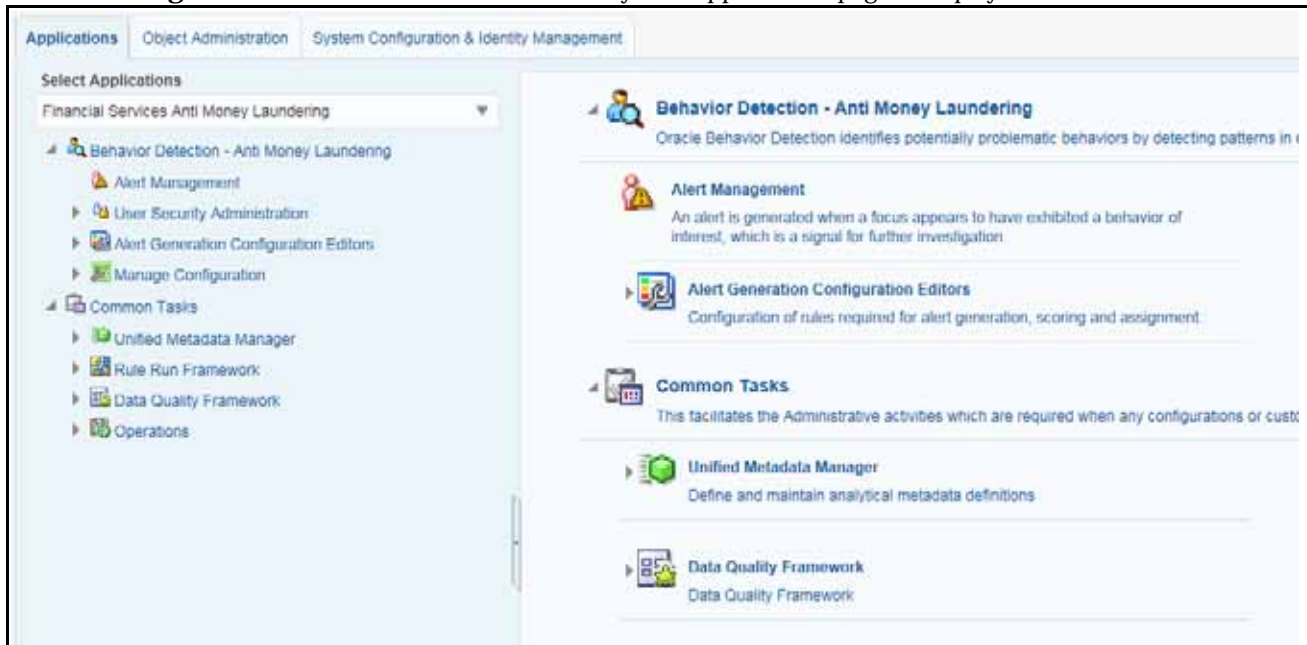 Applications Object Administration System Configuration & Identity Management
Select Applications
Financial Services Anti Money Laundering
Behavior Detection - Anti Money Laundering
Alert Management
User Security Administration
Alert Generation Configuration Editors
Manage Configuration
Common Tasks
Unified Metadata Manager
Rule Run Framework
Data Quality Framework
Operations
Behavior Detection - Anti Money Laundering
Oracle Behavior Detection identifies potentially problematic behaviors by detecting patterns in
Alert Management
An alert is generated when a focus appears to have exhibited a behavior of
interest, which is a signal for further investigation
Alert Generation Configuration Editors
Configuration of rules required for alert generation, scoring and assignment.
Common Tasks
This facilitates the Administrative activities which are required when any configurations or custo
Unified Metadata Manager
Define and maintain analytical metadata definitions
Data Quality Framework
Data Quality Framework